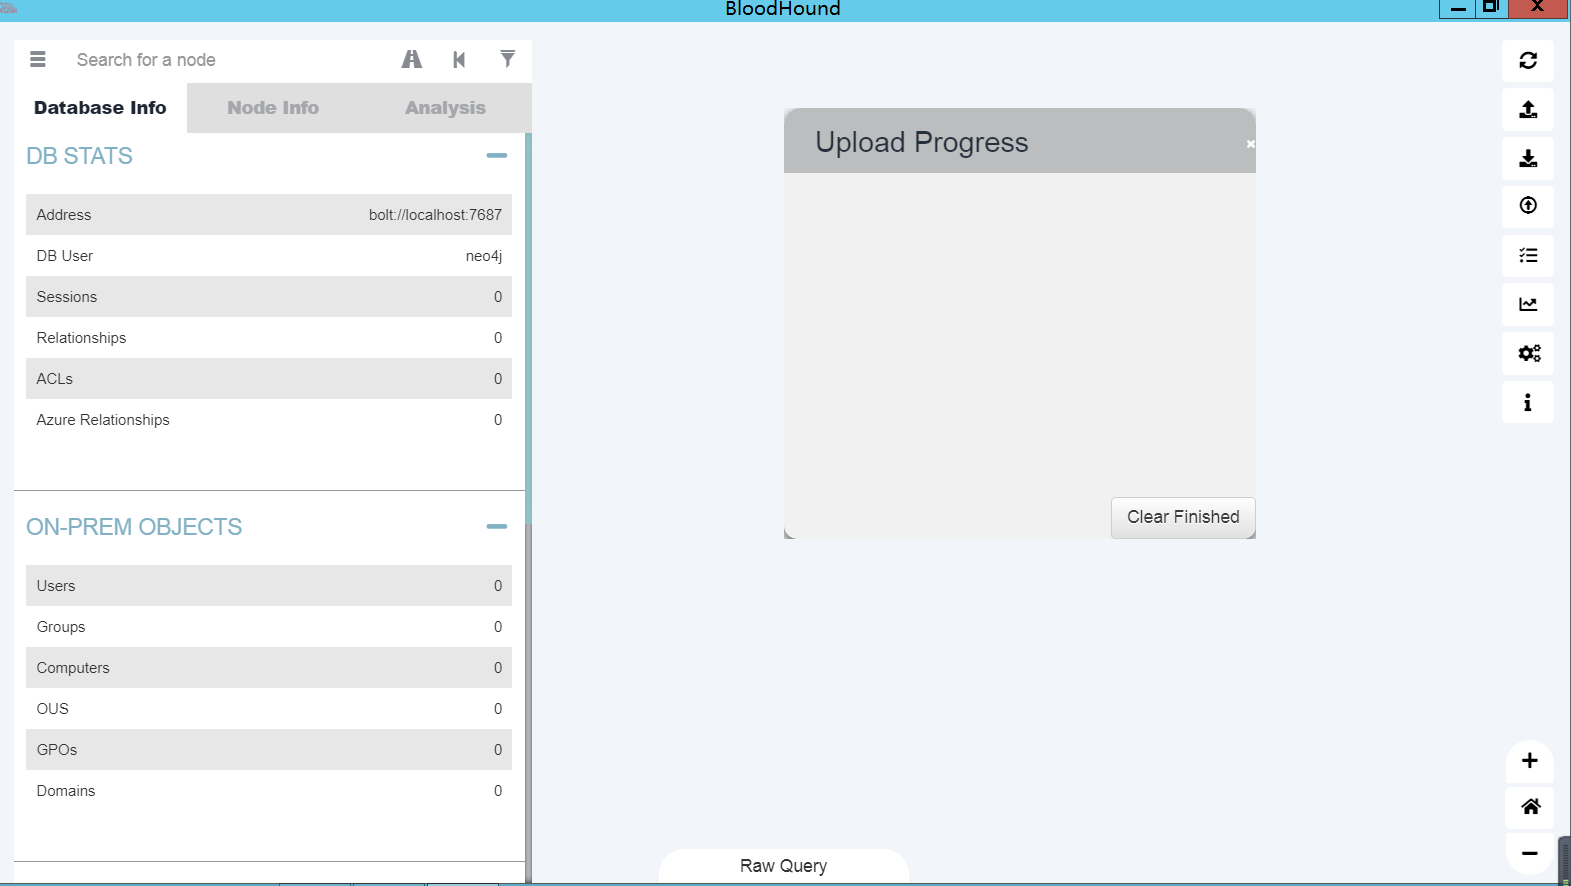 BloodHound
Search for a node
Database Info Node Info Analysis
DB STATS
Address bolt://localhost:7687
DB User neo4j
Sessions 0
Relationships 0
ACLs 0
Azure Relationships 0
ON-PREM OBJECTS
Users 0
Groups 0
Computers 0
OUS 0
GPOs 0
Domains 0
Upload Progress
Clear Finished
Raw Query